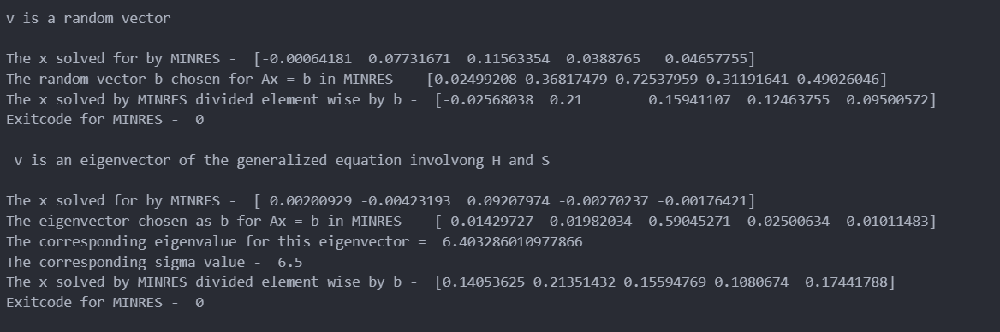 v is a random vector
The x solved for by MINRES -  [-0.00064181  0.07731671  0.11563354  0.0388765   0.04657755]
The random vector b chosen for Ax = b in MINRES -  [0.02499208 0.36817479 0.72537959 0.31191641 0.49026046]
The x solved by MINRES divided element wise by b -  [-0.02568038  0.21        0.15941107  0.12463755  0.09500572]
Exitcode for MINRES -  0
v is an eigenvector of the generalized equation involvong H and S
The x solved for by MINRES -  [ 0.00200929 -0.00423193  0.09207974 -0.00270237 -0.00176421]
The eigenvector chosen as b for Ax = b in MINRES -  [ 0.01429727 -0.01982034  0.59045271 -0.02500634 -0.01011483]
The corresponding eigenvalue for this eigenvector =  6.403286010977866
The corresponding sigma value -  6.5
The x solved by MINRES divided element wise by b -  [0.14053625 0.21351432 0.15594769 0.1080674  0.17441788]
Exitcode for MINRES -  0